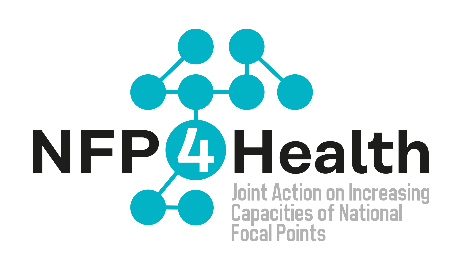 NFP4Health
Joint Action on Increasing
Capacities of National
Focal Points